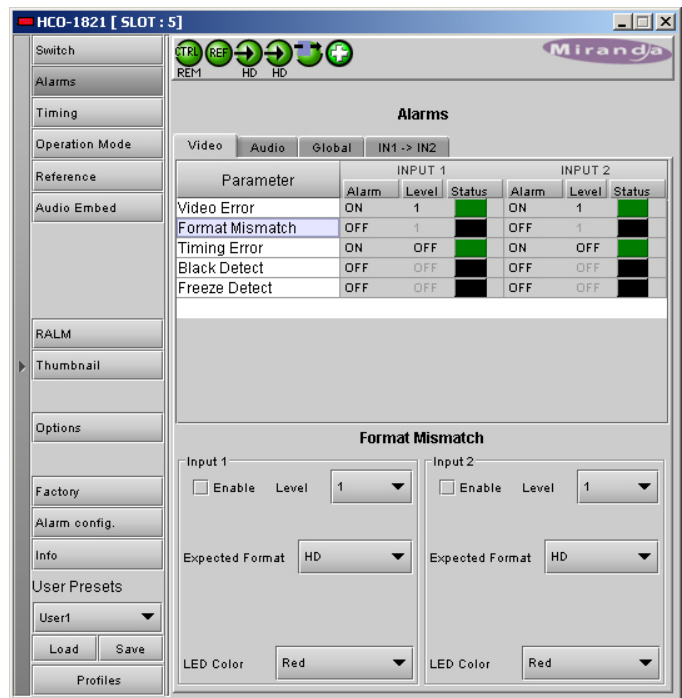 HCO-1821 [ SLOT : 5]
Switch
Alarms
Timing
Operation Mode
Reference
Audio Embed
RALM
Thumbnail
Options
Factory
Alarm config.
Info
User Presets
User1
Load Save
Profiles
CTRL REF
REM HD HD
Miranda
Alarms
Video Audio Global IN1 -> IN2
Parameter INPUT 1 INPUT 2
Alarm Level Status Alarm Level Status
Video Error ON 1 ON 1
Format Mismatch OFF 1 OFF 1
Timing Error ON OFF ON OFF
Black Detect OFF OFF OFF OFF
Freeze Detect OFF OFF OFF OFF
Format Mismatch
Input 1
Enable Level 1
Expected Format HD
LED Color Red
Input 2
Enable Level 1
Expected Format HD
LED Color Red